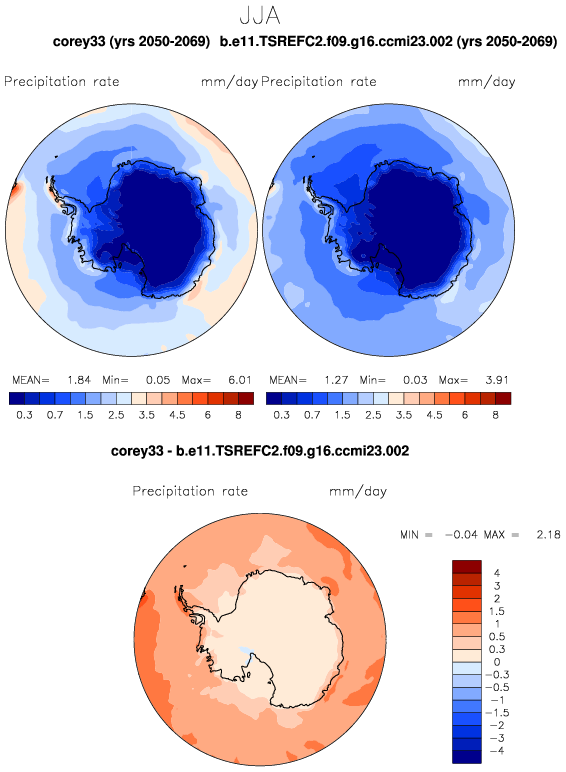 JJA
corey33 (yrs 2050-2069) b.e11.TSREFC2.f09.g16.ccmi23.002 (yrs 2050-2069)
Precipitation rate mm/day Precipitation rate mm/day
MEAN= 1.84 Min= 0.05 Max= 6.01 MEAN= 1.27 Min= 0.03 Max= 3.91
0.3 0.7 1.5 2.5 3.5 4.5 6 8 0.3 0.7 1.5 2.5 3.5 4.5 6 8
corey33 - b.e11.TSREFC2.f09.g16.ccmi23.002
Precipitation rate mm/day
MIN = -0.04 MAX = 2.18
4
3
2
1.5
1
0.5
0.3
0
-0.3
-0.5
-1
-1.5
-2
-3
-4